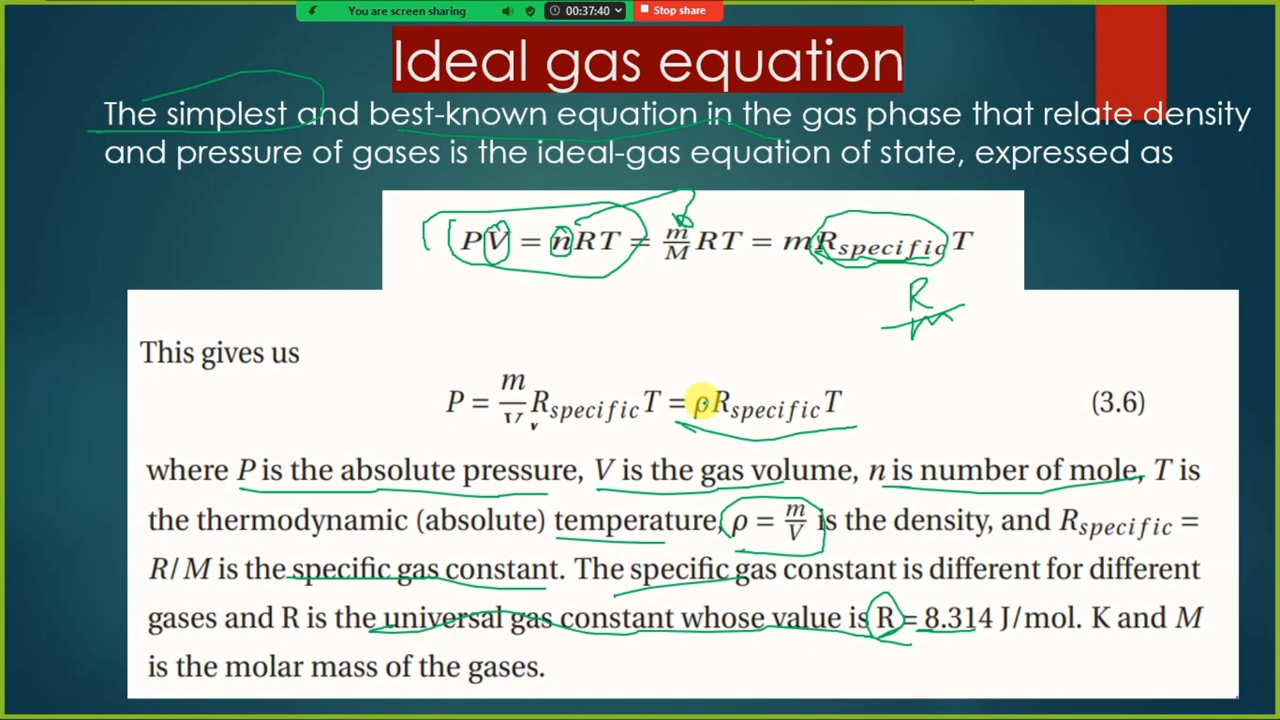 You are screen sharing 00:37:40 Stop share
Ideal gas equation
The simplest and best-known equation in the gas phase that relate density
and pressure of gases is the ideal-gas equation of state, expressed as
PV = nRT = m/M RT = mR_specific T
R/m
This gives us
P = m/V R_specific T = ρR_specific T (3.6)
where P is the absolute pressure, V is the gas volume, n is number of mole, T is
the thermodynamic (absolute) temperature, ρ = m/V is the density, and R_specific =
R/M is the specific gas constant. The specific gas constant is different for different
gases and R is the universal gas constant whose value is R = 8.314 J/mol. K and M
is the molar mass of the gases.